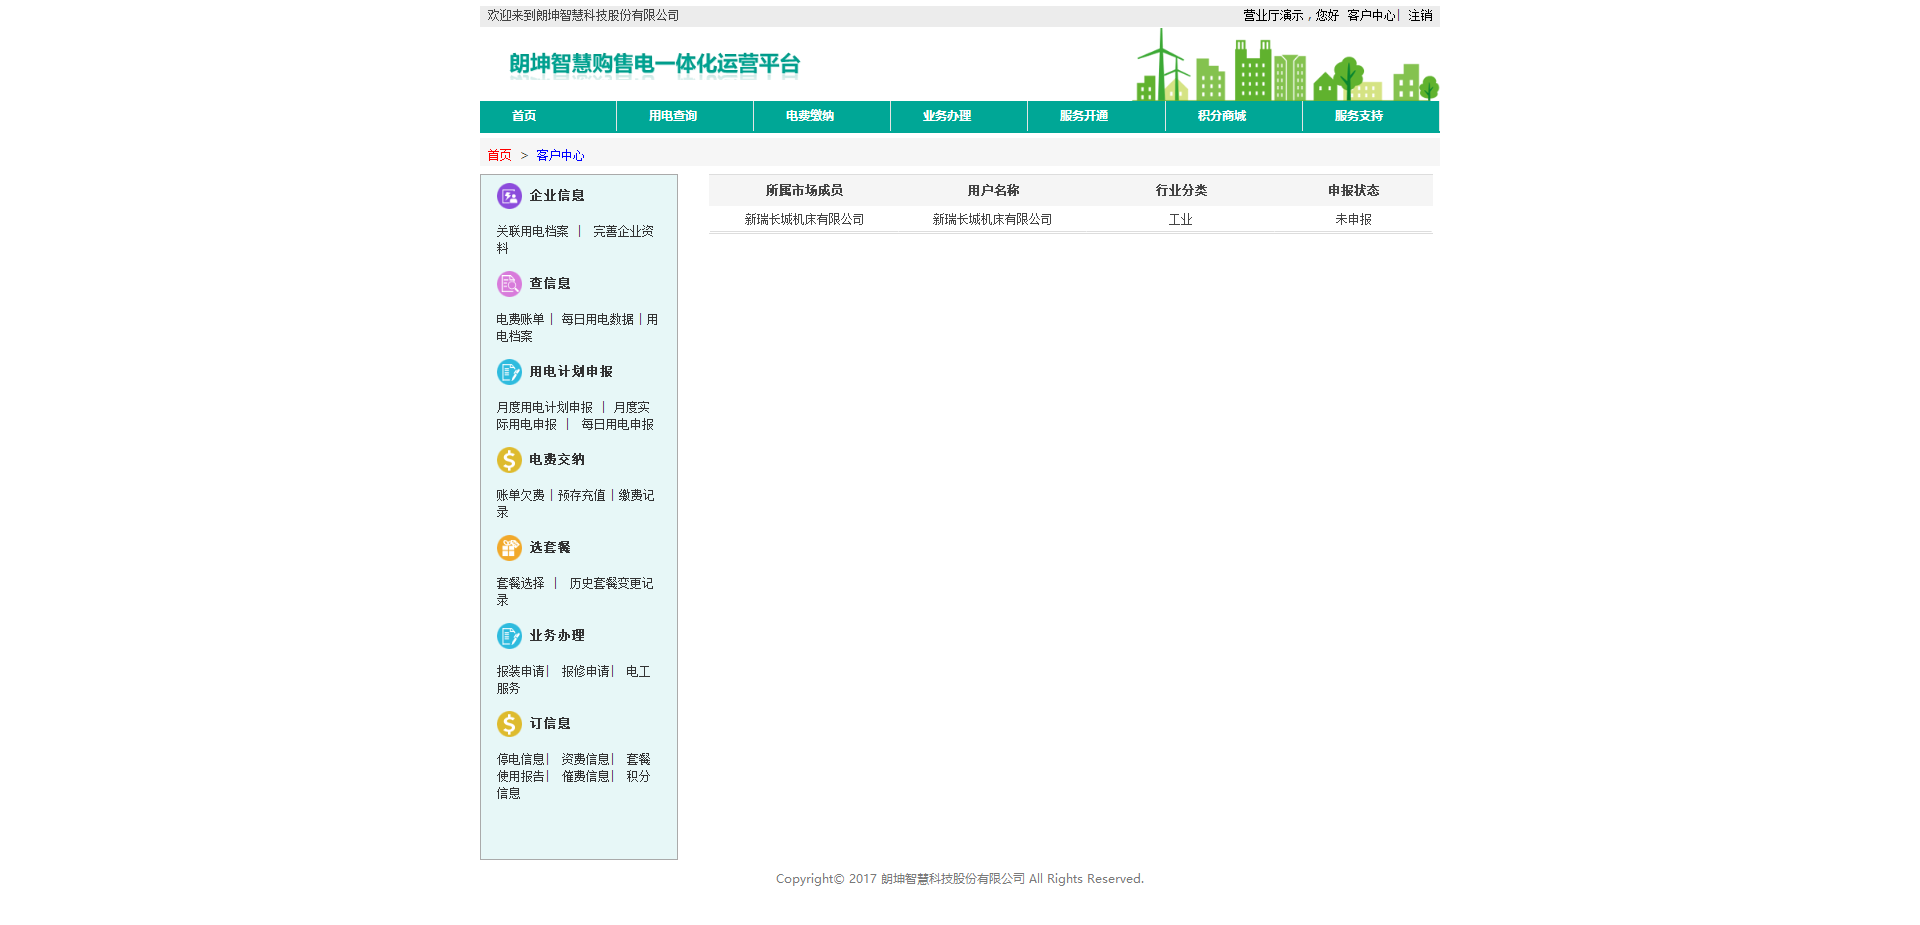 欢迎来到朗坤智慧科技股份有限公司
营业厅演示，您好 客户中心| 注销
朗坤智慧购售电一体化运营平台
首页 用电查询 电费缴纳 业务办理 服务开通 积分商城 服务支持
首页 > 客户中心
企业信息
关联用电档案 | 完善企业资
料
查信息
电费账单 | 每日用电数据 | 用
电档案
用电计划申报
月度用电计划申报 | 月度实
际用电申报 | 每日用电申报
电费交纳
账单欠费 | 预存充值 | 缴费记
录
选套餐
套餐选择 | 历史套餐变更记
录
业务办理
报装申请| 报修申请| 电工
服务
订信息
停电信息| 资费信息| 套餐
使用报告| 催费信息| 积分
信息
所属市场成员 用户名称 行业分类 申报状态
新瑞长城机床有限公司 新瑞长城机床有限公司 工业 未申报
Copyright© 2017 朗坤智慧科技股份有限公司 All Rights Reserved.